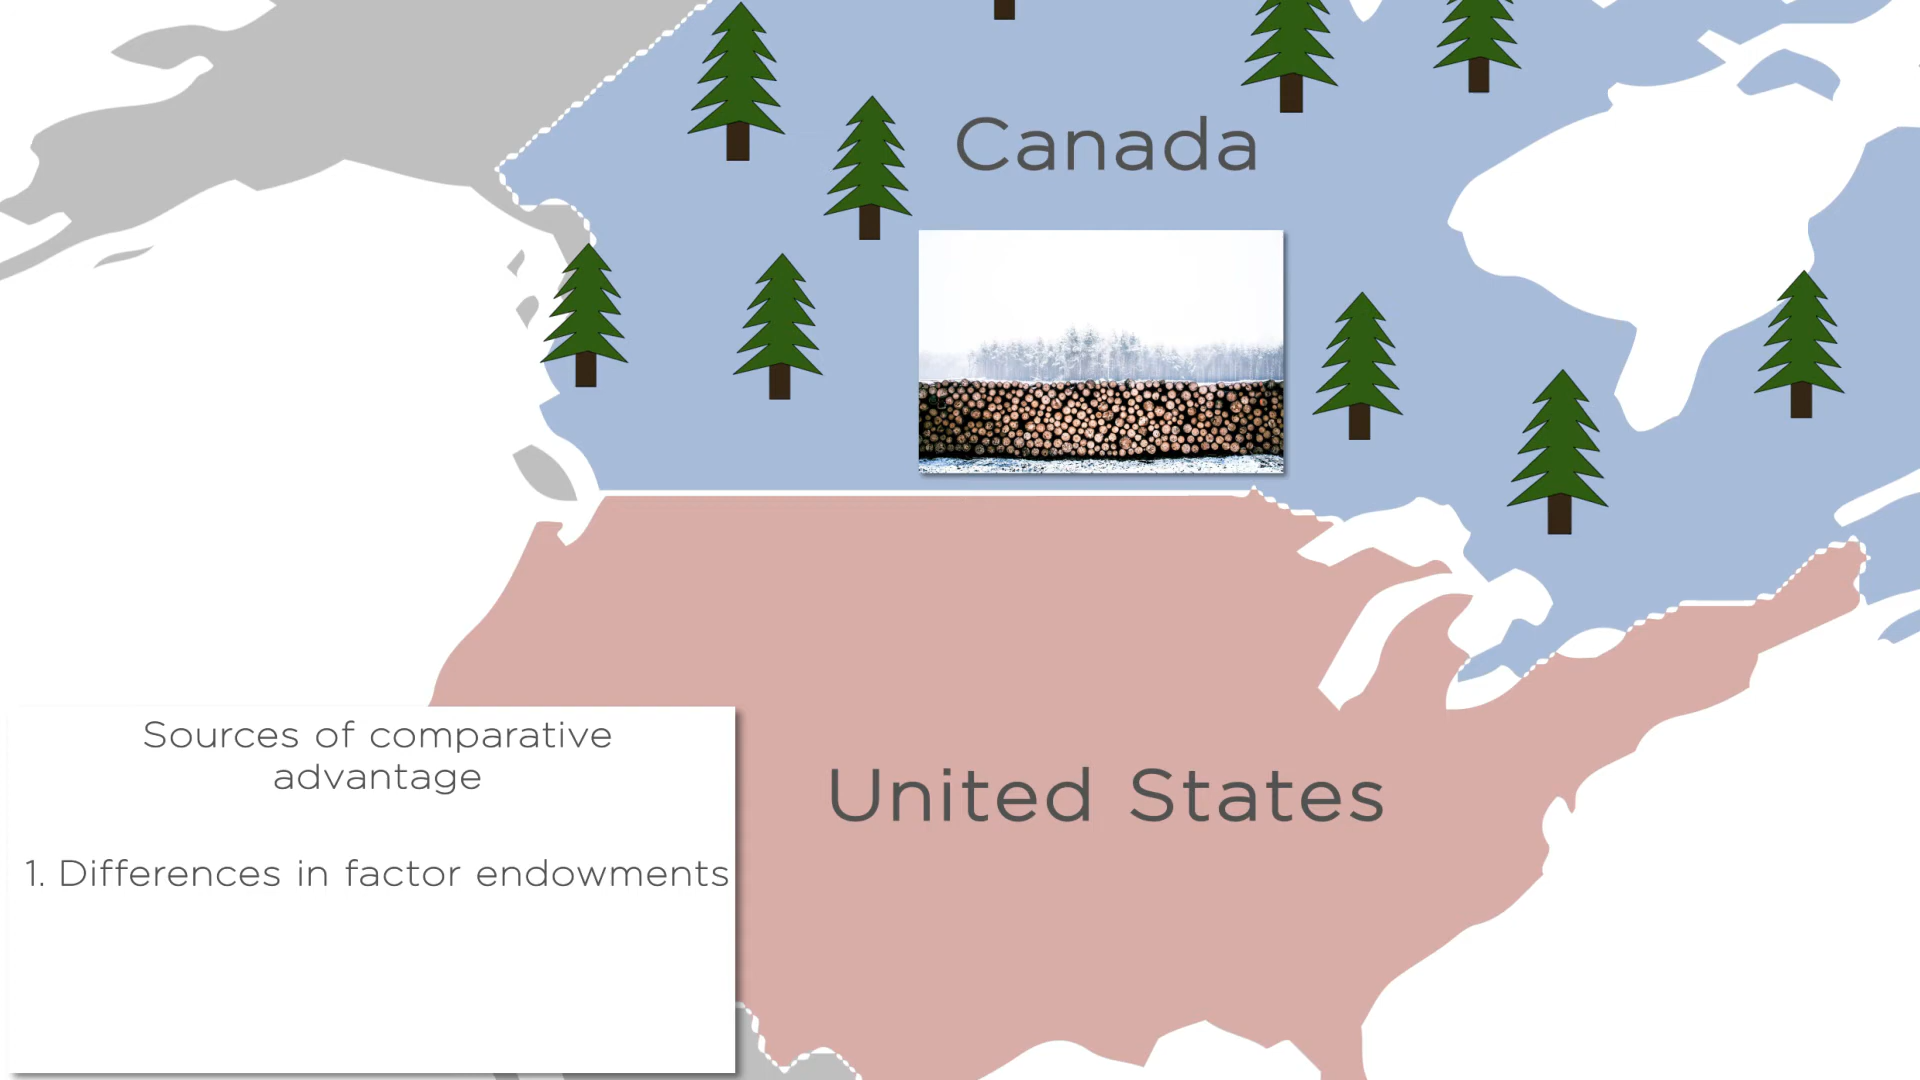 Canada
United States
Sources of comparative
advantage
1. Differences in factor endowments